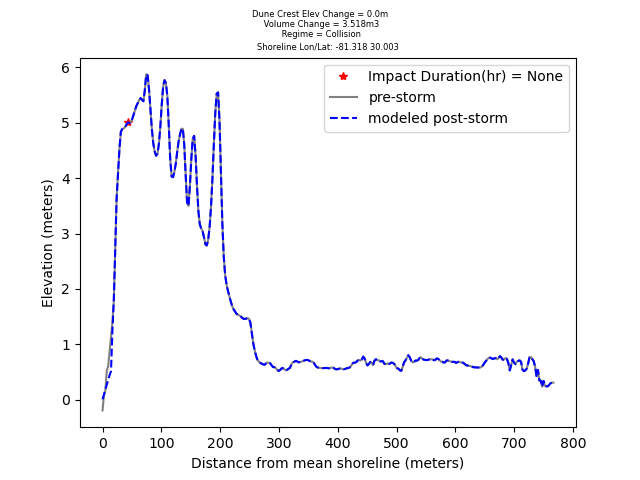 Dune Crest Elev Change = 0.0m
Volume Change = 3.518m3
Regime = Collision
Shoreline Lon/Lat: -81.318 30.003
Impact Duration(hr) = None
pre-storm
modeled post-storm
Elevation (meters)
6
5
4
3
2
1
0
0 100 200 300 400 500 600 700 800
Distance from mean shoreline (meters)